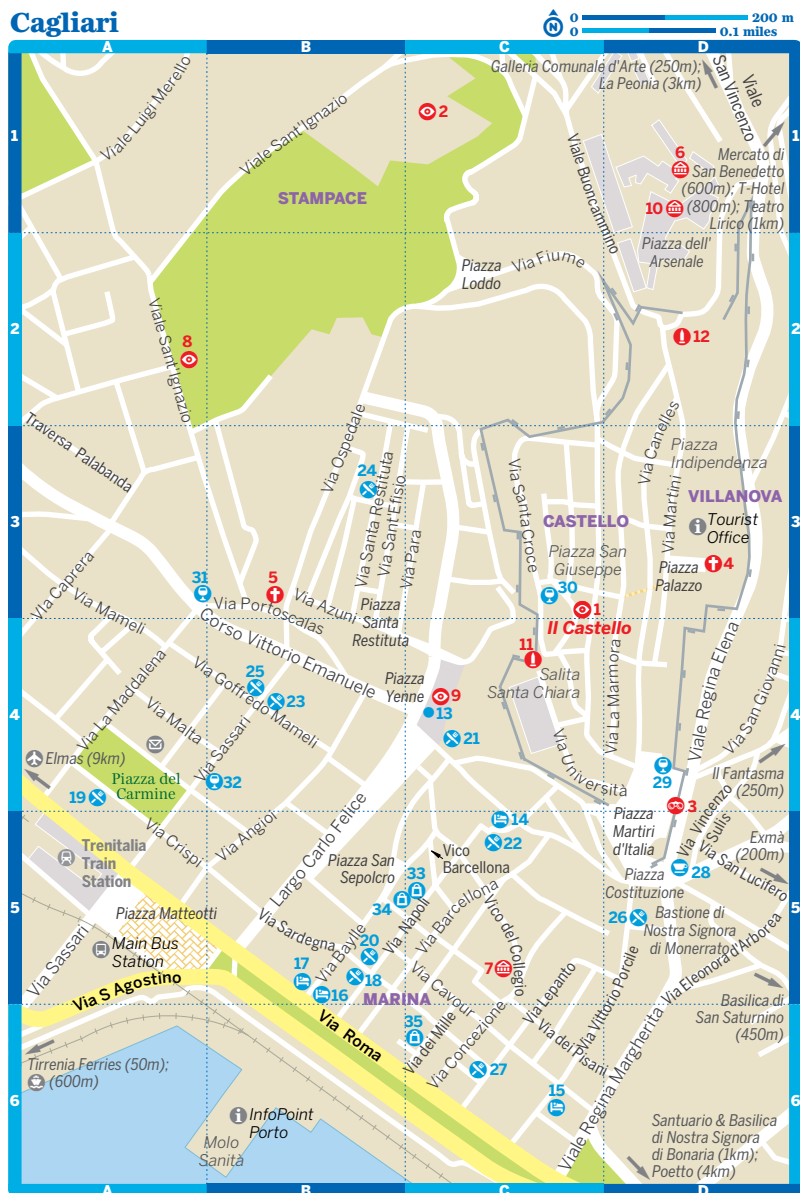 Cagliari
N
0 200 m
0 0.1 miles
A B C D
Galleria Comunale d'Arte (250m);
La Peonia (3km)
Viale
San Vincenzo
Viale Luigi Merello
2
Viale Sant'Ignazio
1
1
6
Mercato di
San Benedetto
(600m); T-Hotel
(800m); Teatro
Lirico (1km)
Viale Buoncammino
STAMPACE
10
Piazza dell'
Arsenale
Piazza
Loddo
Via Fiume
Viale Sant'Ignazio
8
2
2
12
Traversa Palabanda
Via Ospedale
24
Via Santa Restituta
Via Sant'Efisio
Via Para
Via Santa Croce
Via Canelles
Piazza
Indipendenza
VILLANOVA
CASTELLO
Via Martini
Tourist
Office
3
3
Piazza San
Giuseppe
4
Piazza
Palazzo
Via Caprera
31
5
30
1
Il Castello
Via Portoscalas
Via Azuni
Piazza
Santa
Restituta
Via Mameli
Corso Vittorio Emanuele
11
Salita
Santa Chiara
Via La Marmora
Viale Regina Elena
Via San Giovanni
Via La Maddalena
25
23
Via Goffredo Mameli
Piazza
Yenne
9
13
21
4
4
Via Malta
Via Sassari
Elmas (9km)
Piazza del
Carmine
19
32
Via Università
29
Il Fantasma
(250m)
3
Via Crispi
Via Angioi
Largo Carlo Felice
14
22
Piazza
Martiri
d'Italia
Via Vincenzo
Sulis
Exmà
(200m)
Trenitalia
Train
Station
Vico
Barcellona
Piazza San
Sepolcro
33
34
28
Via San Lucifero
Piazza
Costituzione
5
5
Piazza Matteotti
Via Sardegna
Via Napoli
Via Barcellona
Vico del Collegio
26
Bastione di
Nostra Signora
di Monerrato
Main Bus
Station
Via Baylle
20
Via Sassari
17
18
16
7
Via S Agostino
MARINA
Via Cavour
Via Lepanto
Via Vittorio Porcile
Via Eleonora d'Arborea
Basilica di
San Saturnino
(450m)
Via Roma
35
Via dei Mille
Via Concezione
Via dei Pisani
Tirrenia Ferries (50m);
(600m)
27
15
Viale Regina Margherita
6
6
InfoPoint
Porto
Molo
Sanità
Santuario & Basilica
di Nostra Signora
di Bonaria (1km);
Poetto (4km)
A B C D